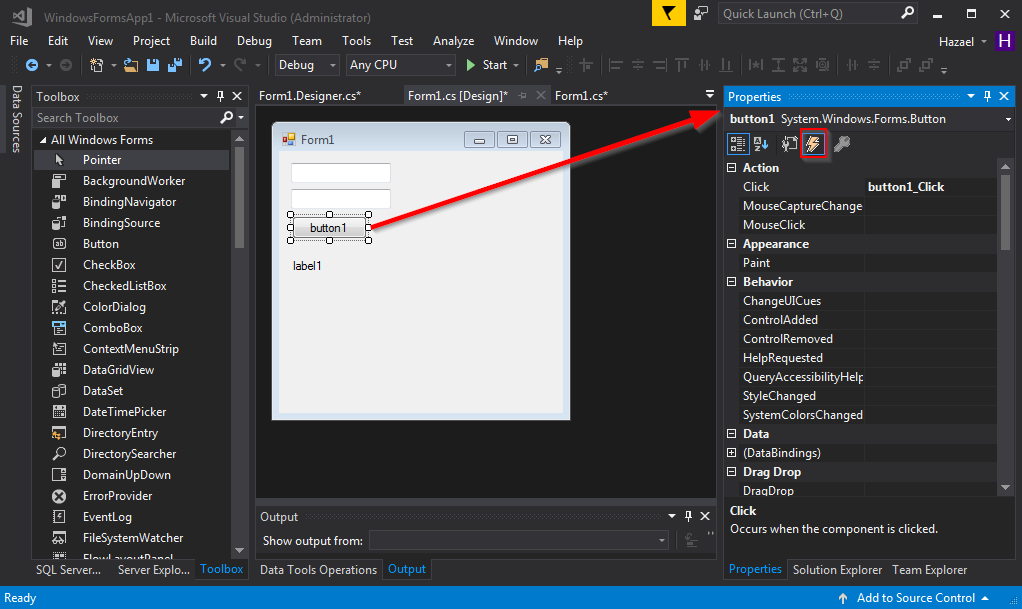 WindowsFormsApp1 - Microsoft Visual Studio (Administrator)
Quick Launch (Ctrl+Q)
File Edit View Project Build Debug Team Tools Test Analyze Window Help
Hazael H
Debug Any CPU Start
Data Sources
Toolbox
Search Toolbox
All Windows Forms
Pointer
BackgroundWorker
BindingNavigator
BindingSource
Button
CheckBox
CheckedListBox
ColorDialog
ComboBox
ContextMenuStrip
DataGridView
DataSet
DateTimePicker
DirectoryEntry
DirectorySearcher
DomainUpDown
ErrorProvider
EventLog
FileSystemWatcher
FlowLayoutPanel
SQL Server... Server Explo... Toolbox
Form1.Designer.cs* Form1.cs [Design]* Form1.cs*
Form1
button1
label1
Output
Show output from:
Data Tools Operations Output
Properties
button1 System.Windows.Forms.Button
Action
Click button1_Click
MouseCaptureChange
MouseClick
Appearance
Paint
Behavior
ChangeUICues
ControlAdded
ControlRemoved
HelpRequested
QueryAccessibilityHelp
StyleChanged
SystemColorsChanged
Data
(DataBindings)
Drag Drop
DragDrop
Click
Occurs when the component is clicked.
Properties Solution Explorer Team Explorer
Ready
Add to Source Control